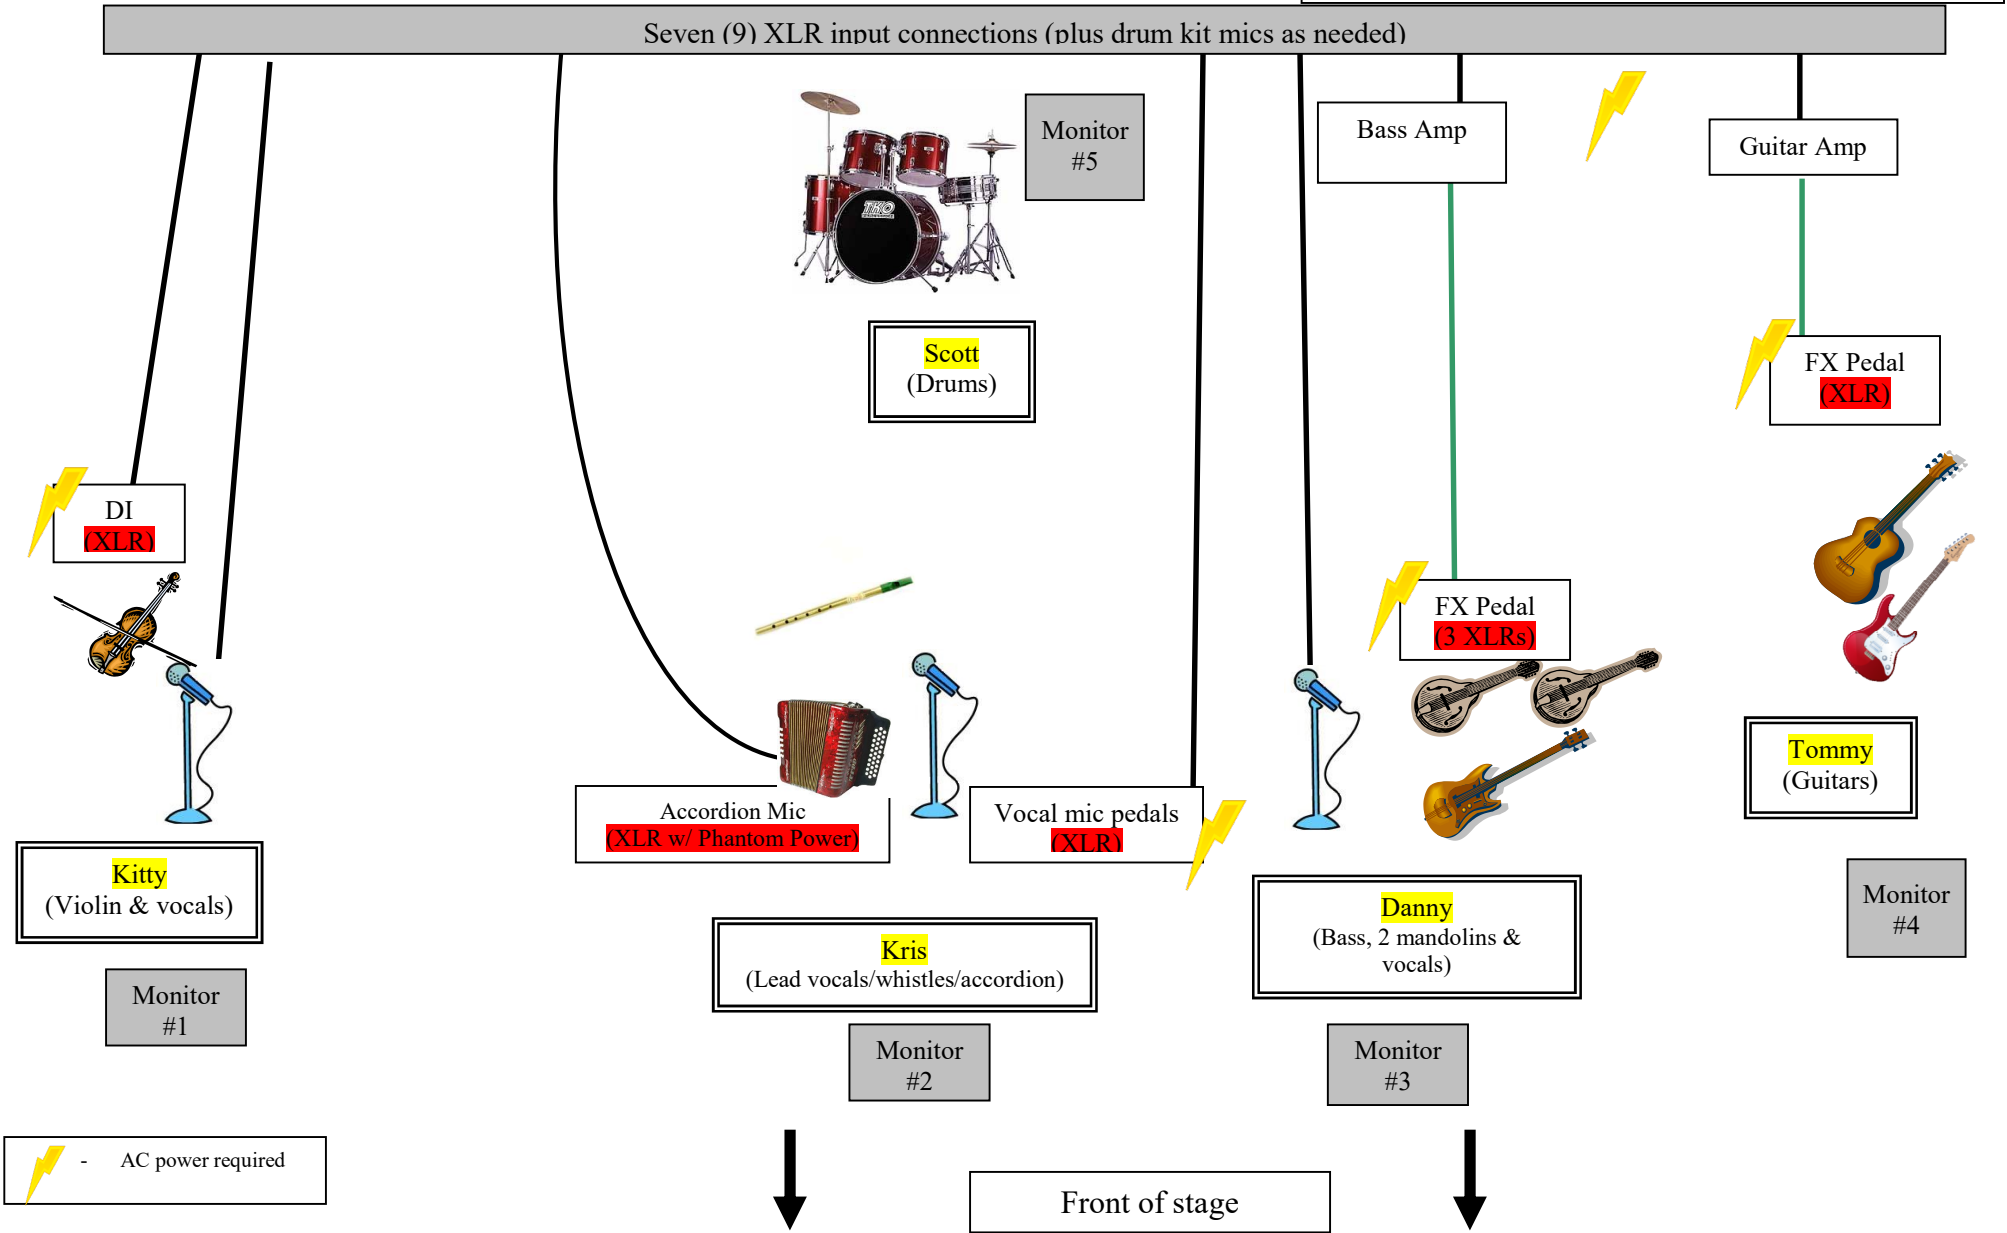 Seven (9) XLR input connections (plus drum kit mics as needed)
Monitor
#5
Bass Amp
Guitar Amp
TKO
Scott
(Drums)
FX Pedal
(XLR)
DI
(XLR)
FX Pedal
(3 XLRs)
Tommy
(Guitars)
Accordion Mic
(XLR w/ Phantom Power)
Vocal mic pedals
(XLR)
Kitty
(Violin & vocals)
Kris
(Lead vocals/whistles/accordion)
Danny
(Bass, 2 mandolins &
vocals)
Monitor
#4
Monitor
#1
Monitor
#2
Monitor
#3
- AC power required
Front of stage